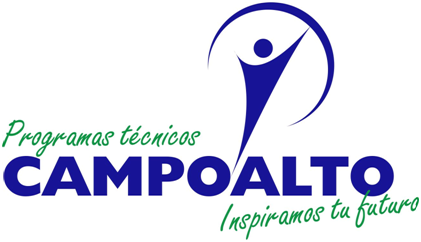 Programas técnicos
CAMPOALTO
Inspiramos tu futuro